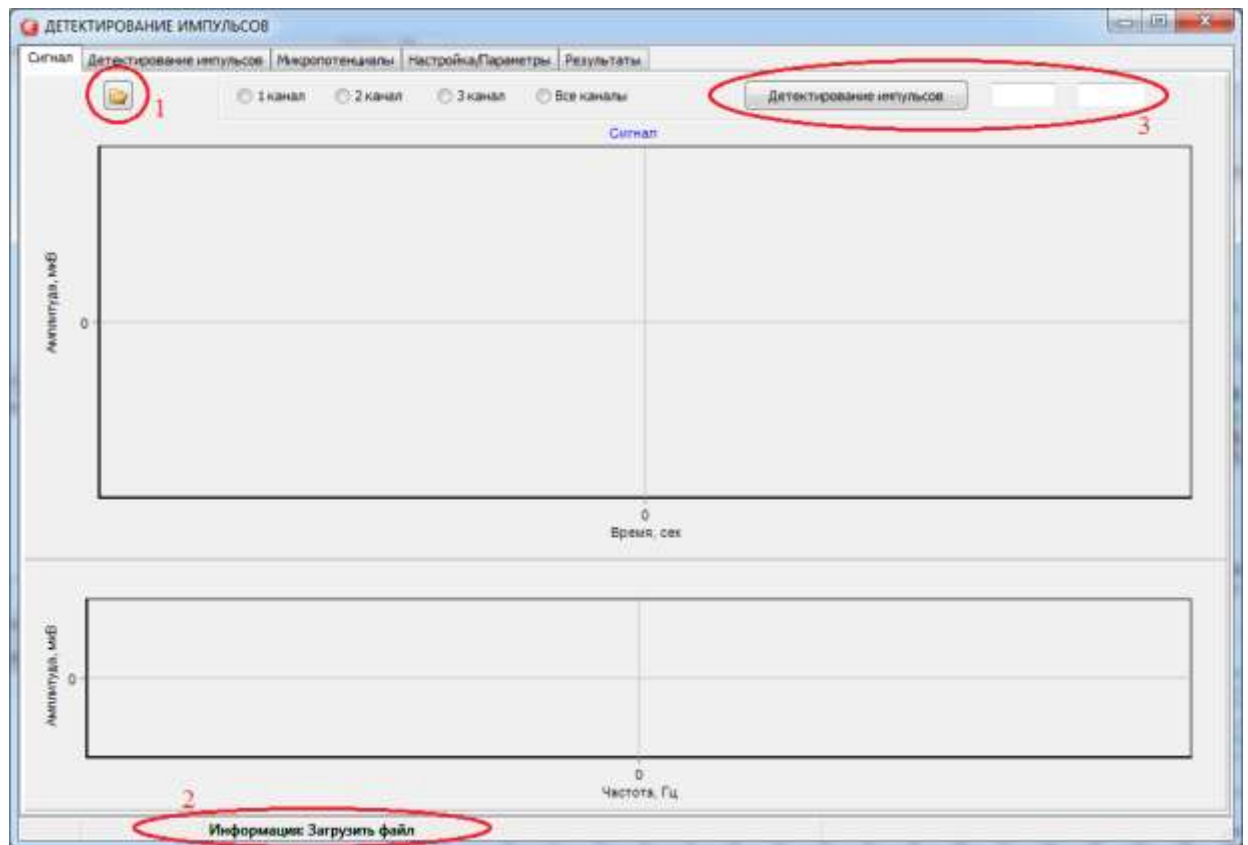 ДЕТЕКТИРОВАНИЕ ИМПУЛЬСОВ
Сигнал Детектирование импульсов Микропотенциалы Настройка/Параметры Результаты
1 1 канал 2 канал 3 канал Все каналы Детектирование импульсов 3
Сигнал
Амплитуда, мкВ
0
0
Время, сек
Амплитуда, мкВ
0
0
Частота, Гц
2
Информация: Загрузить файл